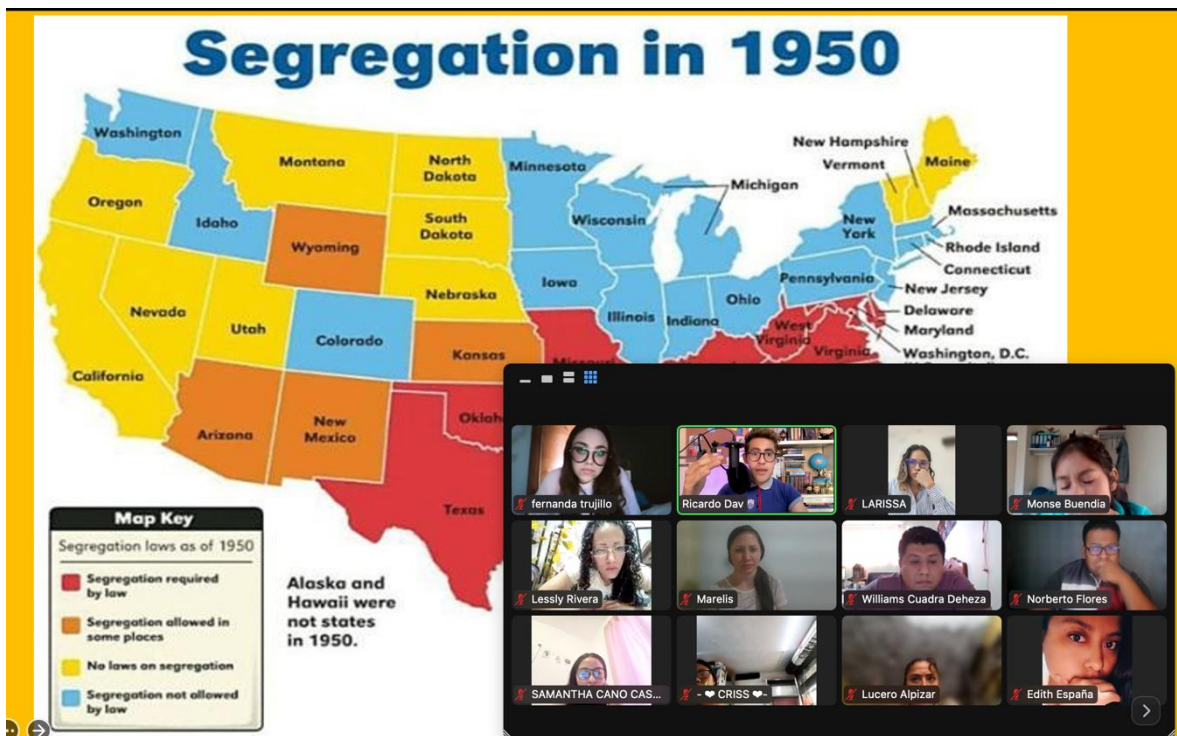 Segregation in 1950
Washington
Montana
North
Dakota
Minnesota
New Hampshire
Vermont
Maine
Michigan
Oregon
Idaho
Wyoming
South
Dakota
Wisconsin
New
York
Massachusetts
Rhode Island
Connecticut
Nevada
Utah
Colorado
Nebraska
Iowa
Illinois
Indiana
Ohio
Pennsylvania
New Jersey
Delaware
Maryland
Washington, D.C.
West
Virginia
Virginia
California
Kansas
Missouri
Arizona
New
Mexico
Oklah
Texas
Map Key
Segregation laws as of 1950
Segregation required
by law
Segregation allowed in
some places
No laws on segregation
Segregation not allowed
by law
Alaska and
Hawaii were
not states
in 1950.
fernanda trujillo
Ricardo Dav
LARISSA
Monse Buendia
Lessly Rivera
Marelis
Williams Cuadra Deheza
Norberto Flores
SAMANTHA CANO CAS...
- ❤ CRISS ❤-
Lucero Alpizar
Edith España